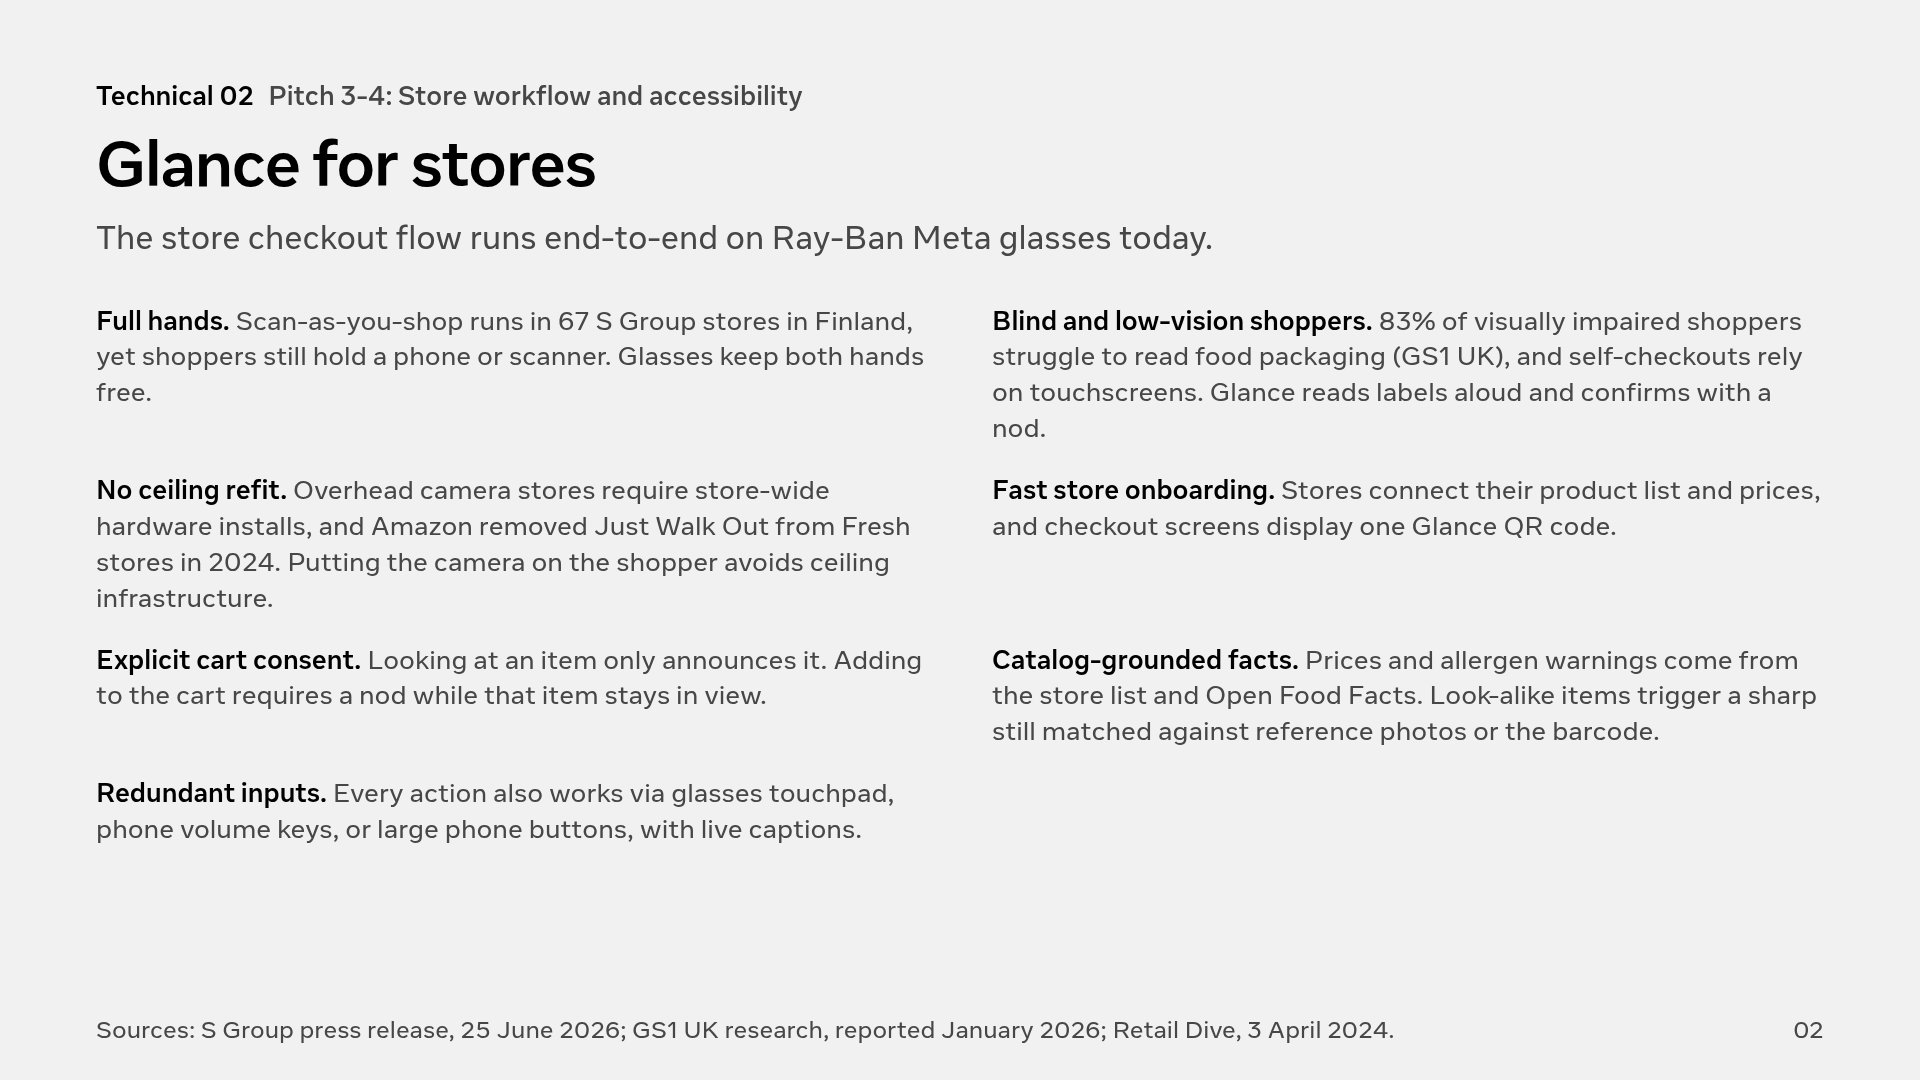 Technical 02 Pitch 3-4: Store workflow and accessibility
Glance for stores
The store checkout flow runs end-to-end on Ray-Ban Meta glasses today.
Full hands. Scan-as-you-shop runs in 67 S Group stores in Finland,
yet shoppers still hold a phone or scanner. Glasses keep both hands
free.
Blind and low-vision shoppers. 83% of visually impaired shoppers
struggle to read food packaging (GS1 UK), and self-checkouts rely
on touchscreens. Glance reads labels aloud and confirms with a
nod.
No ceiling refit. Overhead camera stores require store-wide
hardware installs, and Amazon removed Just Walk Out from Fresh
stores in 2024. Putting the camera on the shopper avoids ceiling
infrastructure.
Fast store onboarding. Stores connect their product list and prices,
and checkout screens display one Glance QR code.
Explicit cart consent. Looking at an item only announces it. Adding
to the cart requires a nod while that item stays in view.
Catalog-grounded facts. Prices and allergen warnings come from
the store list and Open Food Facts. Look-alike items trigger a sharp
still matched against reference photos or the barcode.
Redundant inputs. Every action also works via glasses touchpad,
phone volume keys, or large phone buttons, with live captions.
Sources: S Group press release, 25 June 2026; GS1 UK research, reported January 2026; Retail Dive, 3 April 2024.
02